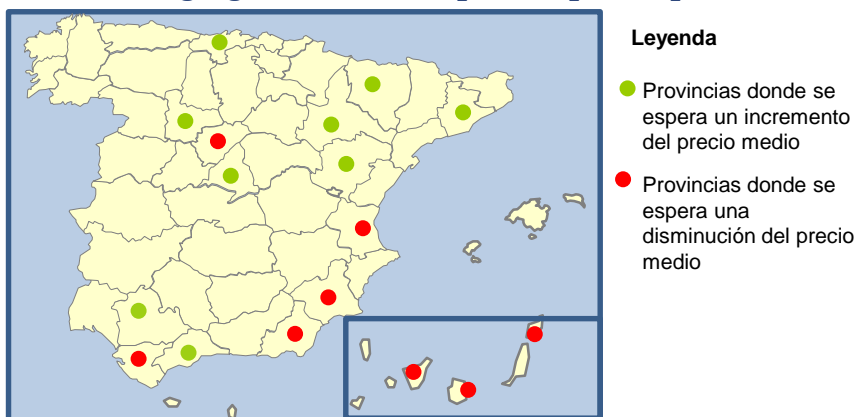 Leyenda
Provincias donde se
espera un incremento
del precio medio
Provincias donde se
espera una
disminución del precio
medio